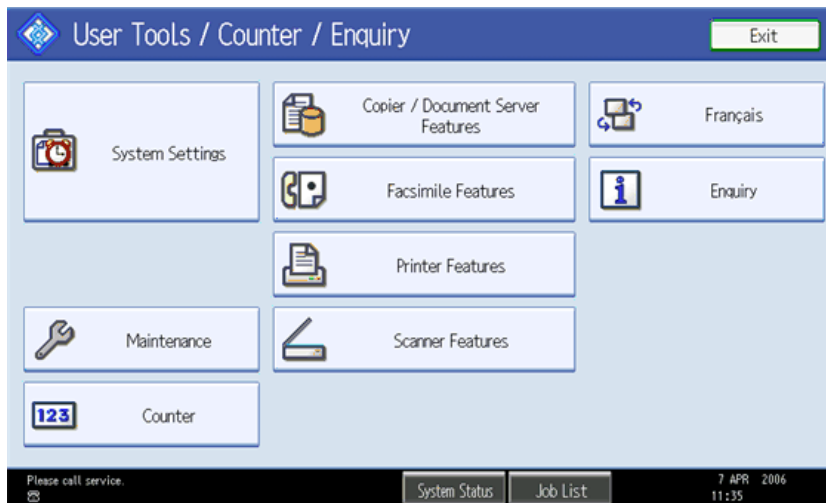 User Tools / Counter / Enquiry
Exit
System Settings
Copier / Document Server
Features
Français
Facsimile Features
Enquiry
Printer Features
Maintenance
Scanner Features
123
Counter
Please call service.
System Status
Job List
7 APR 2006
11:35